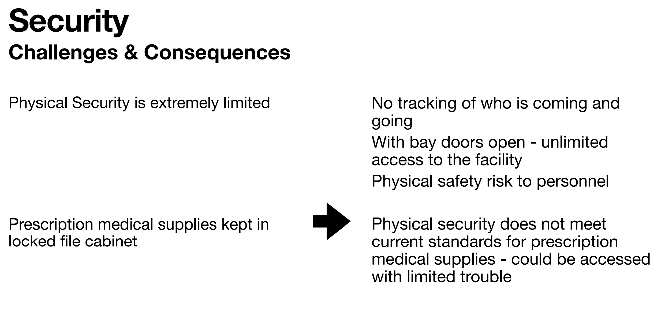 Security
Challenges & Consequences
Physical Security is extremely limited
No tracking of who is coming and
going
With bay doors open - unlimited
access to the facility
Physical safety risk to personnel
Prescription medical supplies kept in
locked file cabinet
Physical security does not meet
current standards for prescription
medical supplies - could be accessed
with limited trouble